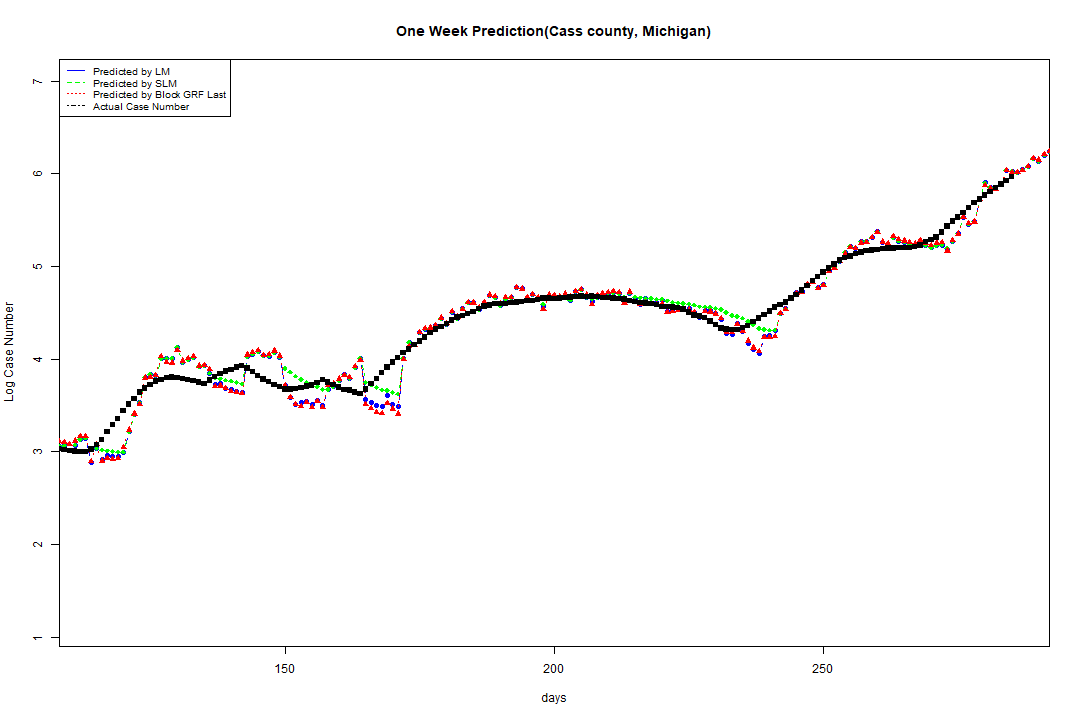 One Week Prediction(Cass county, Michigan)
Predicted by LM
Predicted by SLM
Predicted by Block GRF Last
Actual Case Number
7
6
5
4
3
2
1
Log Case Number
150 200 250
days